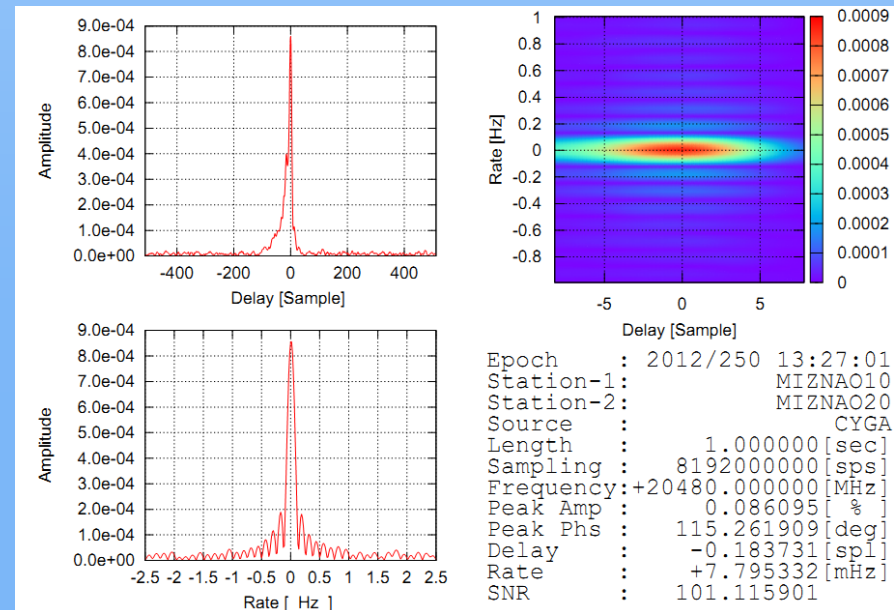 9.0e-04
8.0e-04
7.0e-04
6.0e-04
5.0e-04
4.0e-04
3.0e-04
2.0e-04
1.0e-04
0.0e+00
Amplitude
-400 -200 0 200 400
Delay [Sample]
1
0.8
0.6
0.4
0.2
0
-0.2
-0.4
-0.6
-0.8
Rate [Hz]
-5 0 5
Delay [Sample]
0.0009
0.0008
0.0007
0.0006
0.0005
0.0004
0.0003
0.0002
0.0001
0
9.0e-04
8.0e-04
7.0e-04
6.0e-04
5.0e-04
4.0e-04
3.0e-04
2.0e-04
1.0e-04
0.0e+00
Amplitude
-2.5 -2 -1.5 -1 -0.5 0 0.5 1 1.5 2 2.5
Rate [ Hz ]
Epoch : 2012/250 13:27:01
Station-1: MIZNAO10
Station-2: MIZNAO20
Source : CYGA
Length : 1.000000[sec]
Sampling : 8192000000[sps]
Frequency:+20480.000000[MHz]
Peak Amp : 0.086095[ % ]
Peak Phs : 115.261909[deg]
Delay : -0.183731[spl]
Rate : +7.795332[mHz]
SNR : 101.115901